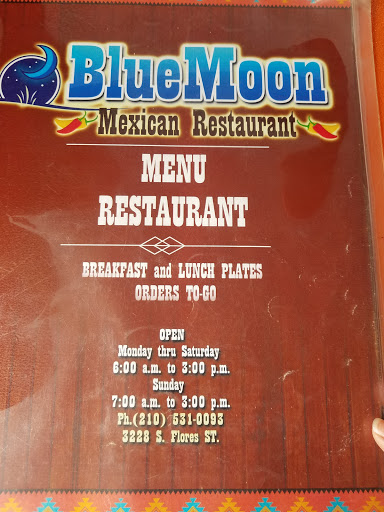 BlueMoon
Mexican Restaurant
MENU
RESTAURANT
BREAKFAST and LUNCH PLATES
ORDERS TO-GO
OPEN
Monday thru Saturday
6:00 a.m. to 3:00 p.m.
Sunday
7:00 a.m. to 3:00 p.m.
Ph.(210) 531-0093
3228 S. Flores ST.